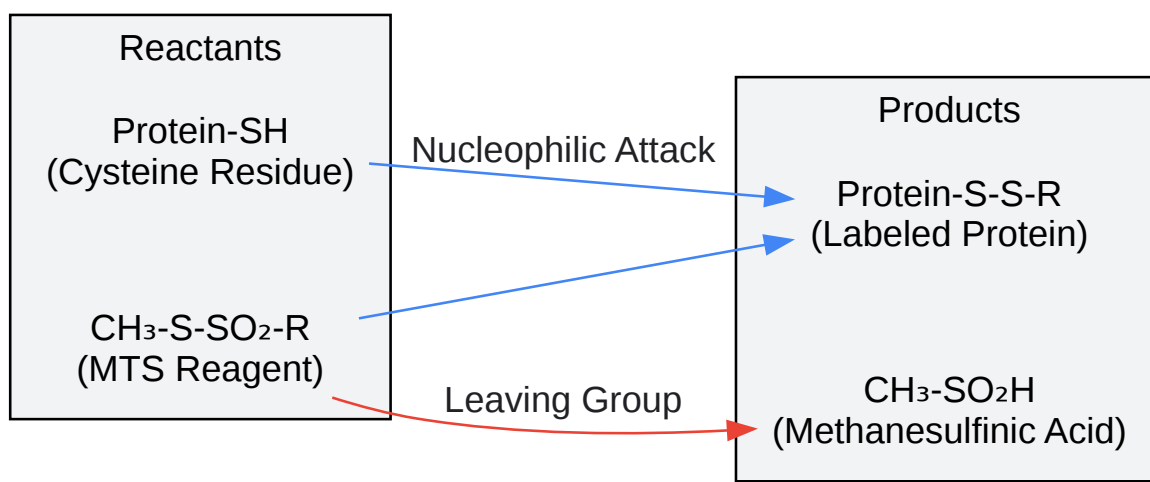 Reactants
Protein-SH
(Cysteine Residue)
CH₃-S-SO₂-R
(MTS Reagent)
Nucleophilic Attack
Leaving Group
Products
Protein-S-S-R
(Labeled Protein)
CH₃-SO₂H
(Methanesulfinic Acid)